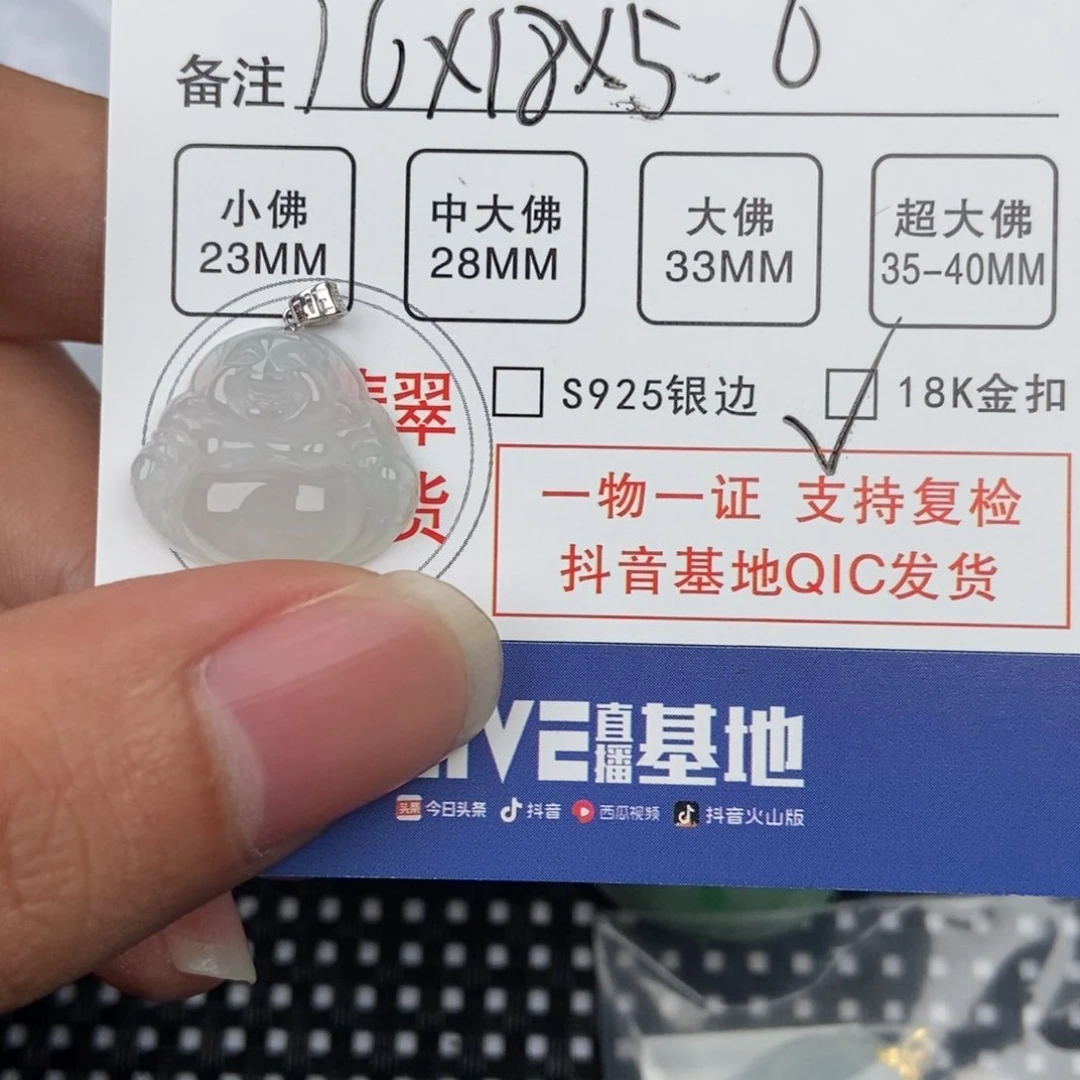 备注 16x18x5-6
小佛
23MM
中大佛
28MM
大佛
33MM
超大佛
35-40MM
翠
货
S925银边
18K金扣
一物一证 支持复检
抖音基地QIC发货
直播基地
今日头条 抖音 西瓜视频 抖音火山版